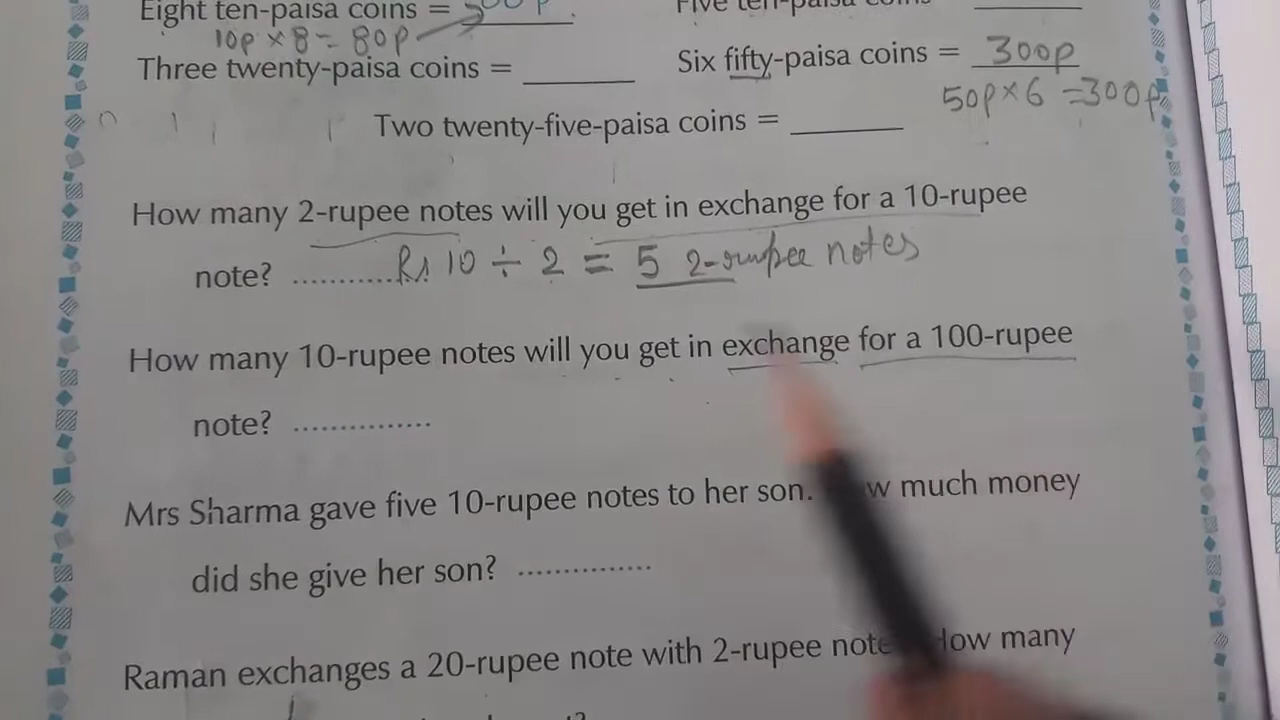 Eight ten-paisa coins =
10p × 8 = 80p
Three twenty-paisa coins = ________ Six fifty-paisa coins = 300p
50p × 6 = 300p
Two twenty-five-paisa coins = ________
How many 2-rupee notes will you get in exchange for a 10-rupee
note? ............ Rs 10 ÷ 2 = 5 2-rupee notes
How many 10-rupee notes will you get in exchange for a 100-rupee
note? ...............
Mrs Sharma gave five 10-rupee notes to her son. much money
did she give her son? ...............
Raman exchanges a 20-rupee note with 2-rupee How many